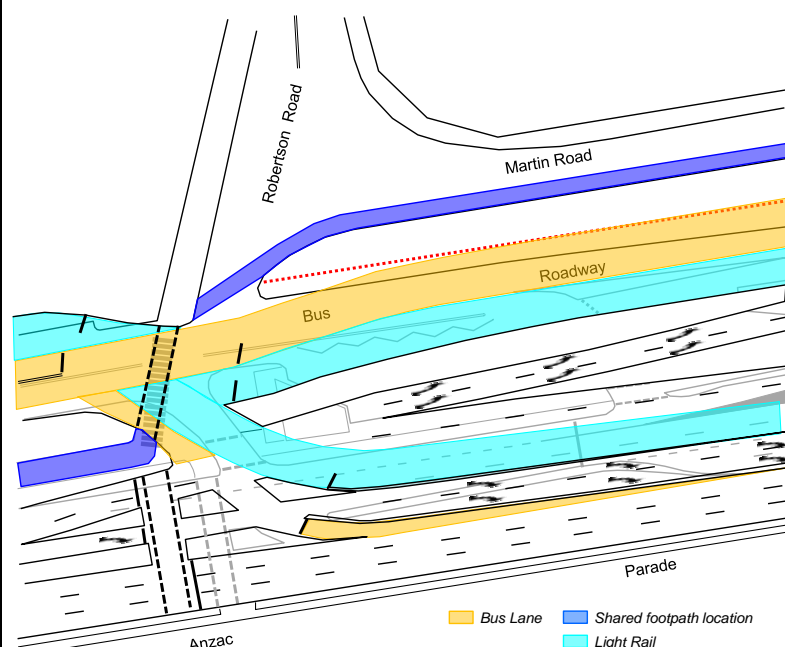 Robertson Road
Martin Road
Roadway
Bus
Parade
Anzac
Bus Lane
Shared footpath location
Light Rail